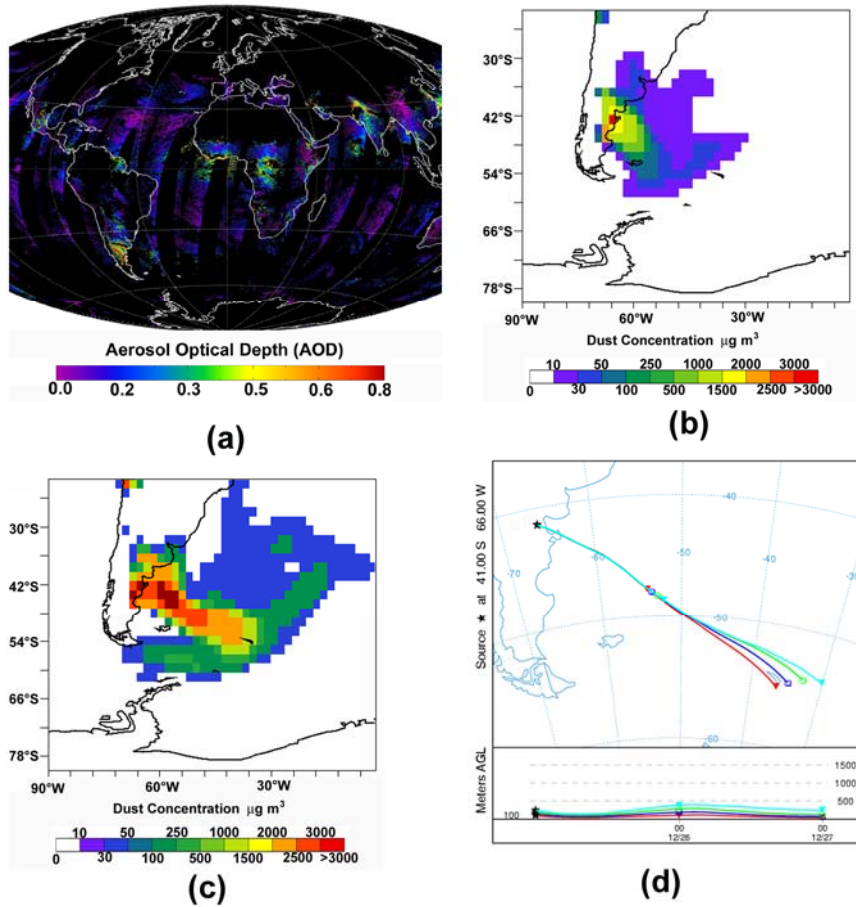 Aerosol Optical Depth (AOD)
0.0 0.2 0.3 0.5 0.6 0.8
(a)
30°S
42°S
54°S
66°S
78°S
90°W 60°W 30°W
Dust Concentration μg m³
10 50 250 1000 2000 3000
0 30 100 500 1500 2500 >3000
(b)
30°S
42°S
54°S
66°S
78°S
90°W 60°W 30°W
Dust Concentration μg m³
10 50 250 1000 2000 3000
0 30 100 500 1500 2500 >3000
(c)
Source ★ at 41.00 S 66.00 W
-40
-50
-40
-70
-60
-50
-30
-60
Meters AGL
1500
1000
500
100
00 00
12/26 12/27
(d)